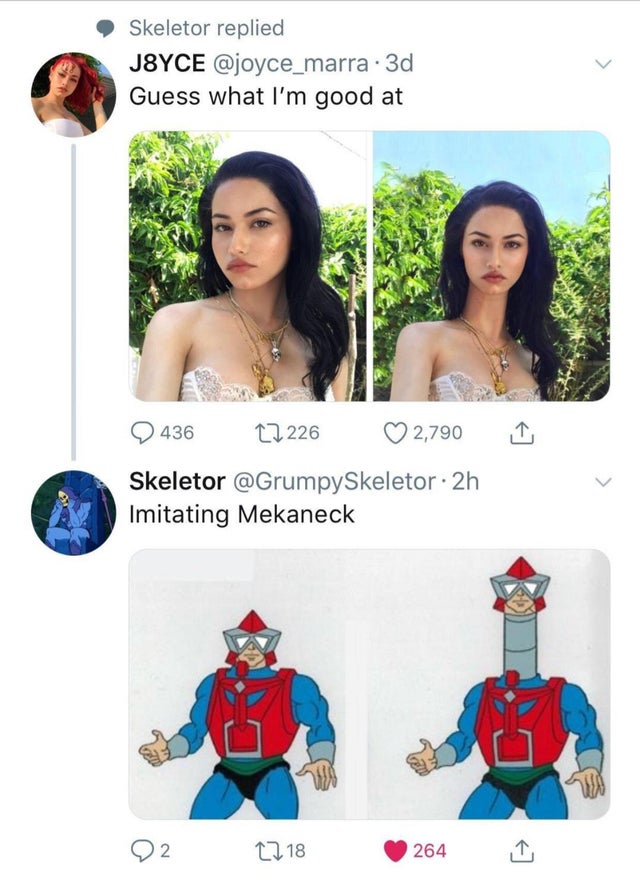 Skeletor replied
J8YCE @joyce_marra · 3d
Guess what I'm good at
436 226 2,790
Skeletor @GrumpySkeletor · 2h
Imitating Mekaneck
2 18 264